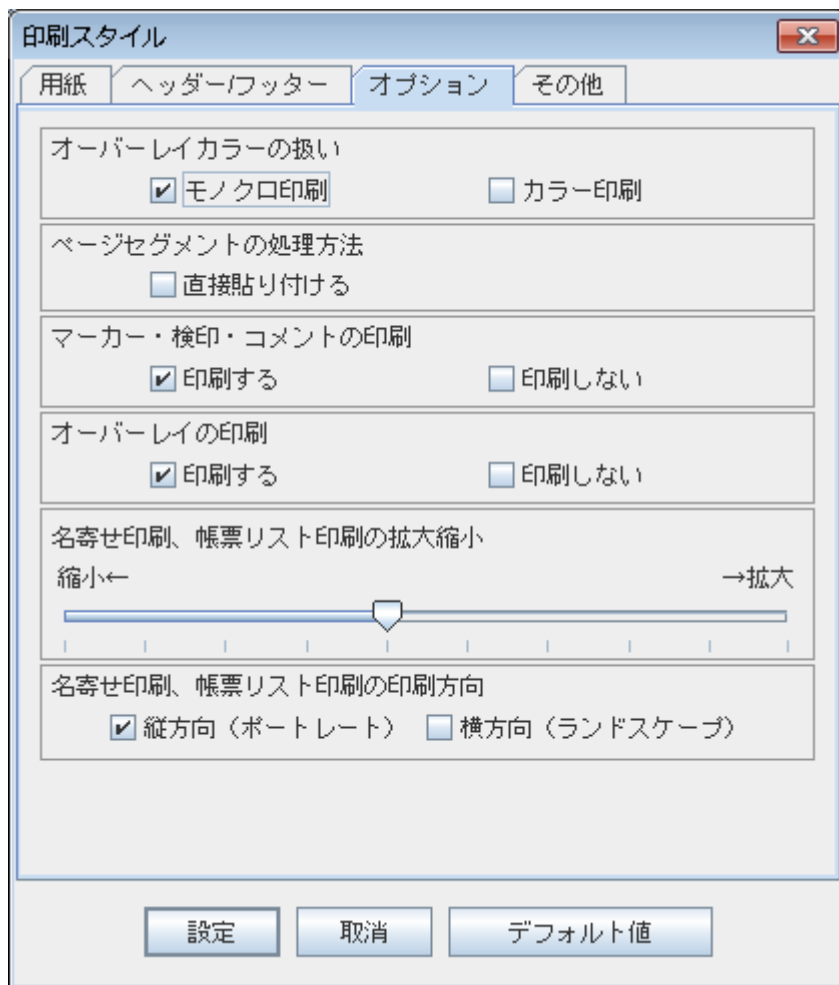 印刷スタイル
用紙 ヘッダー/フッター オプション その他
オーバーレイカラーの扱い
モノクロ印刷 カラー印刷
ページセグメントの処理方法
直接貼り付ける
マーカー・検印・コメントの印刷
印刷する 印刷しない
オーバーレイの印刷
印刷する 印刷しない
名寄せ印刷、帳票リスト印刷の拡大縮小
縮小← →拡大
名寄せ印刷、帳票リスト印刷の印刷方向
縦方向（ポートレート） 横方向（ランドスケープ）
設定 取消 デフォルト値